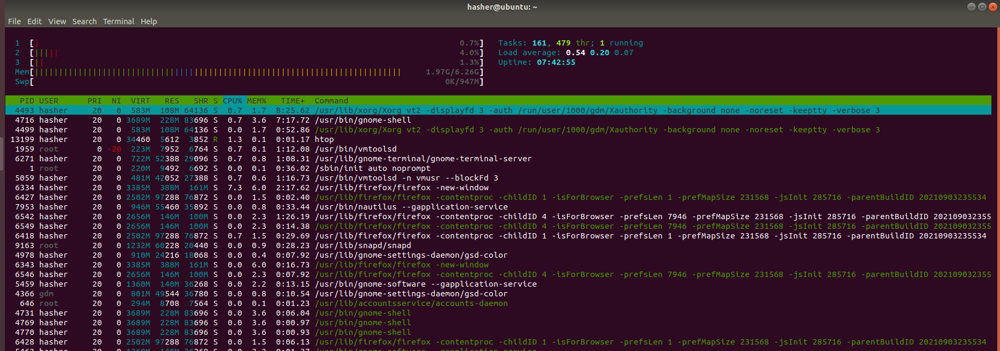 hasher@ubuntu: ~
File Edit View Search Terminal Help
1 [| 0.7%] Tasks: 161, 479 thr; 1 running
2 [||||| 4.0%] Load average: 0.54 0.20 0.07
3 [|| 1.3%] Uptime: 07:42:55
Mem[|||||||||||||||||||||||||||||||||||||||||||||||||||||||||||||||||||||||||||| 1.97G/6.26G]
Swp[ 0K/947M]
PID USER PRI NI VIRT RES SHR S CPU% MEM% TIME+ Command
4493 hasher 20 0 583M 108M 64136 S 0.7 1.7 8:25.62 /usr/lib/xorg/Xorg vt2 -displayfd 3 -auth /run/user/1000/gdm/Xauthority -background none -noreset -keeptty -verbose 3
4716 hasher 20 0 3689M 228M 83696 S 0.7 3.6 7:17.72 /usr/bin/gnome-shell
4499 hasher 20 0 583M 108M 64136 S 0.0 1.7 0:52.86 /usr/lib/xorg/Xorg vt2 -displayfd 3 -auth /run/user/1000/gdm/Xauthority -background none -noreset -keeptty -verbose 3
13199 hasher 20 0 34460 5612 3852 R 1.3 0.1 0:01.17 htop
1959 root 0 -20 223M 7952 6764 S 0.7 0.1 1:12.08 /usr/bin/vmtoolsd
6271 hasher 20 0 722M 52388 29096 S 0.7 0.8 1:08.31 /usr/lib/gnome-terminal/gnome-terminal-server
1 root 20 0 220M 9492 6692 S 0.0 0.1 0:36.02 /sbin/init auto noprompt
5059 hasher 20 0 481M 42052 27388 S 0.7 0.6 1:16.73 /usr/bin/vmtoolsd -n vmusr --blockFd 3
6334 hasher 20 0 3385M 388M 161M S 7.3 6.0 2:17.62 /usr/lib/firefox/firefox -new-window
6427 hasher 20 0 2502M 97288 76872 S 0.0 1.5 0:02.40 /usr/lib/firefox/firefox -contentproc -childID 1 -isForBrowser -prefsLen 1 -prefMapSize 231568 -jsInit 285716 -parentBuildID 20210903235534
7953 hasher 20 0 946M 55460 35892 S 0.0 0.8 0:33.44 /usr/bin/nautilus --gapplication-service
6542 hasher 20 0 2656M 146M 100M S 0.0 2.3 1:26.19 /usr/lib/firefox/firefox -contentproc -childID 4 -isForBrowser -prefsLen 7946 -prefMapSize 231568 -jsInit 285716 -parentBuildID 202109032355
6549 hasher 20 0 2656M 146M 100M S 0.0 2.3 0:14.38 /usr/lib/firefox/firefox -contentproc -childID 4 -isForBrowser -prefsLen 7946 -prefMapSize 231568 -jsInit 285716 -parentBuildID 202109032355
6418 hasher 20 0 2502M 97288 76872 S 0.7 1.5 0:29.69 /usr/lib/firefox/firefox -contentproc -childID 1 -isForBrowser -prefsLen 1 -prefMapSize 231568 -jsInit 285716 -parentBuildID 20210903235534
9163 root 20 0 1232M 60228 20440 S 0.0 0.9 0:28.23 /usr/lib/snapd/snapd
4978 hasher 20 0 910M 24216 18068 S 0.0 0.4 0:07.92 /usr/lib/gnome-settings-daemon/gsd-color
6343 hasher 20 0 3385M 388M 161M S 0.0 6.0 0:16.73 /usr/lib/firefox/firefox -new-window
6546 hasher 20 0 2656M 146M 100M S 0.0 2.3 0:07.92 /usr/lib/firefox/firefox -contentproc -childID 4 -isForBrowser -prefsLen 7946 -prefMapSize 231568 -jsInit 285716 -parentBuildID 202109032355
5459 hasher 20 0 1360M 140M 36268 S 0.0 2.2 0:13.15 /usr/bin/gnome-software --gapplication-service
4366 gdm 20 0 801M 49544 36780 S 0.0 0.8 0:10.54 /usr/lib/gnome-settings-daemon/gsd-color
646 root 20 0 294M 8708 7564 S 0.0 0.1 0:01.23 /usr/lib/accountsservice/accounts-daemon
4731 hasher 20 0 3689M 228M 83696 S 0.0 3.6 0:06.04 /usr/bin/gnome-shell
4769 hasher 20 0 3689M 228M 83696 S 0.0 3.6 0:00.97 /usr/bin/gnome-shell
4770 hasher 20 0 3689M 228M 83696 S 0.0 3.6 0:00.93 /usr/bin/gnome-shell
6428 hasher 20 0 2502M 97288 76872 S 0.0 1.5 0:06.13 /usr/lib/firefox/firefox -contentproc -childID 1 -isForBrowser -prefsLen 1 -prefMapSize 231568 -jsInit 285716 -parentBuildID 20210903235534
5463 hasher 20 0 1360M 140M 36268 S 0.0 2.2 0:01.37 /usr/bin/gnome-software --gapplication-service